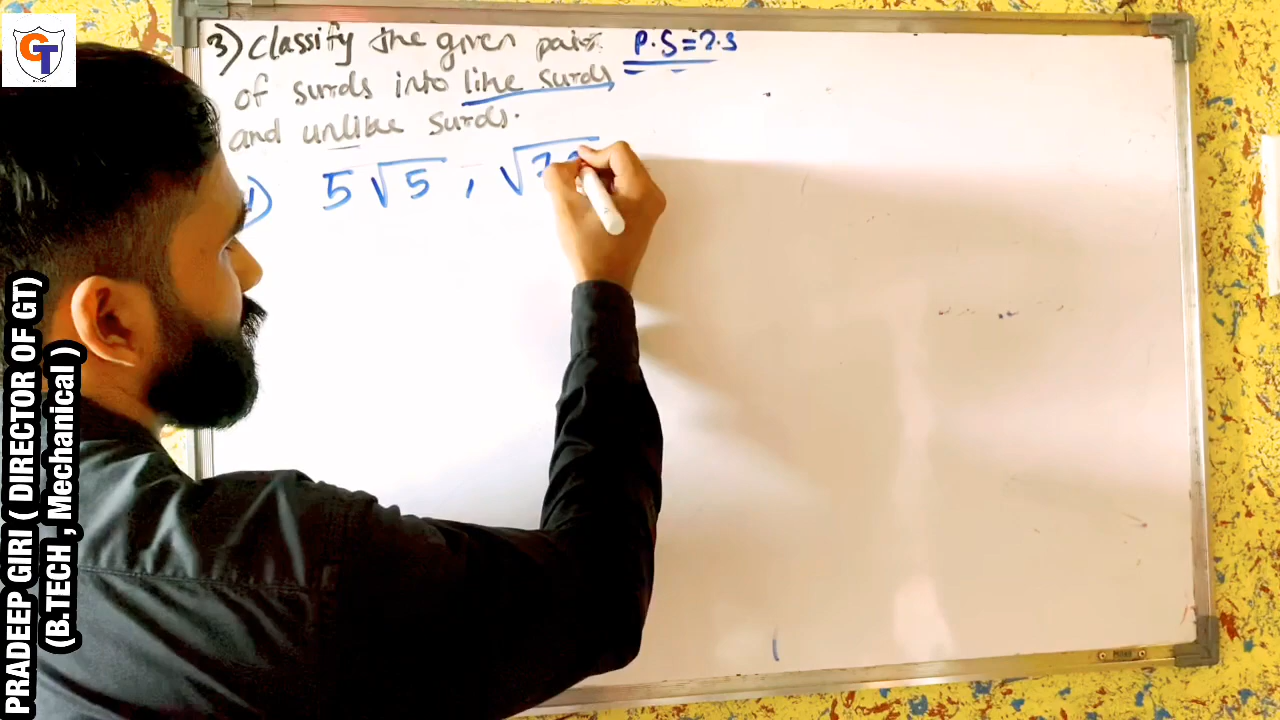 GT
3) Classify the given pair P.S = 2.3
of surds into like surds
and unlike surds.
5√5 , √
PRADEEP GIRI ( DIRECTOR OF GT)
(B.TECH , Mechanical )